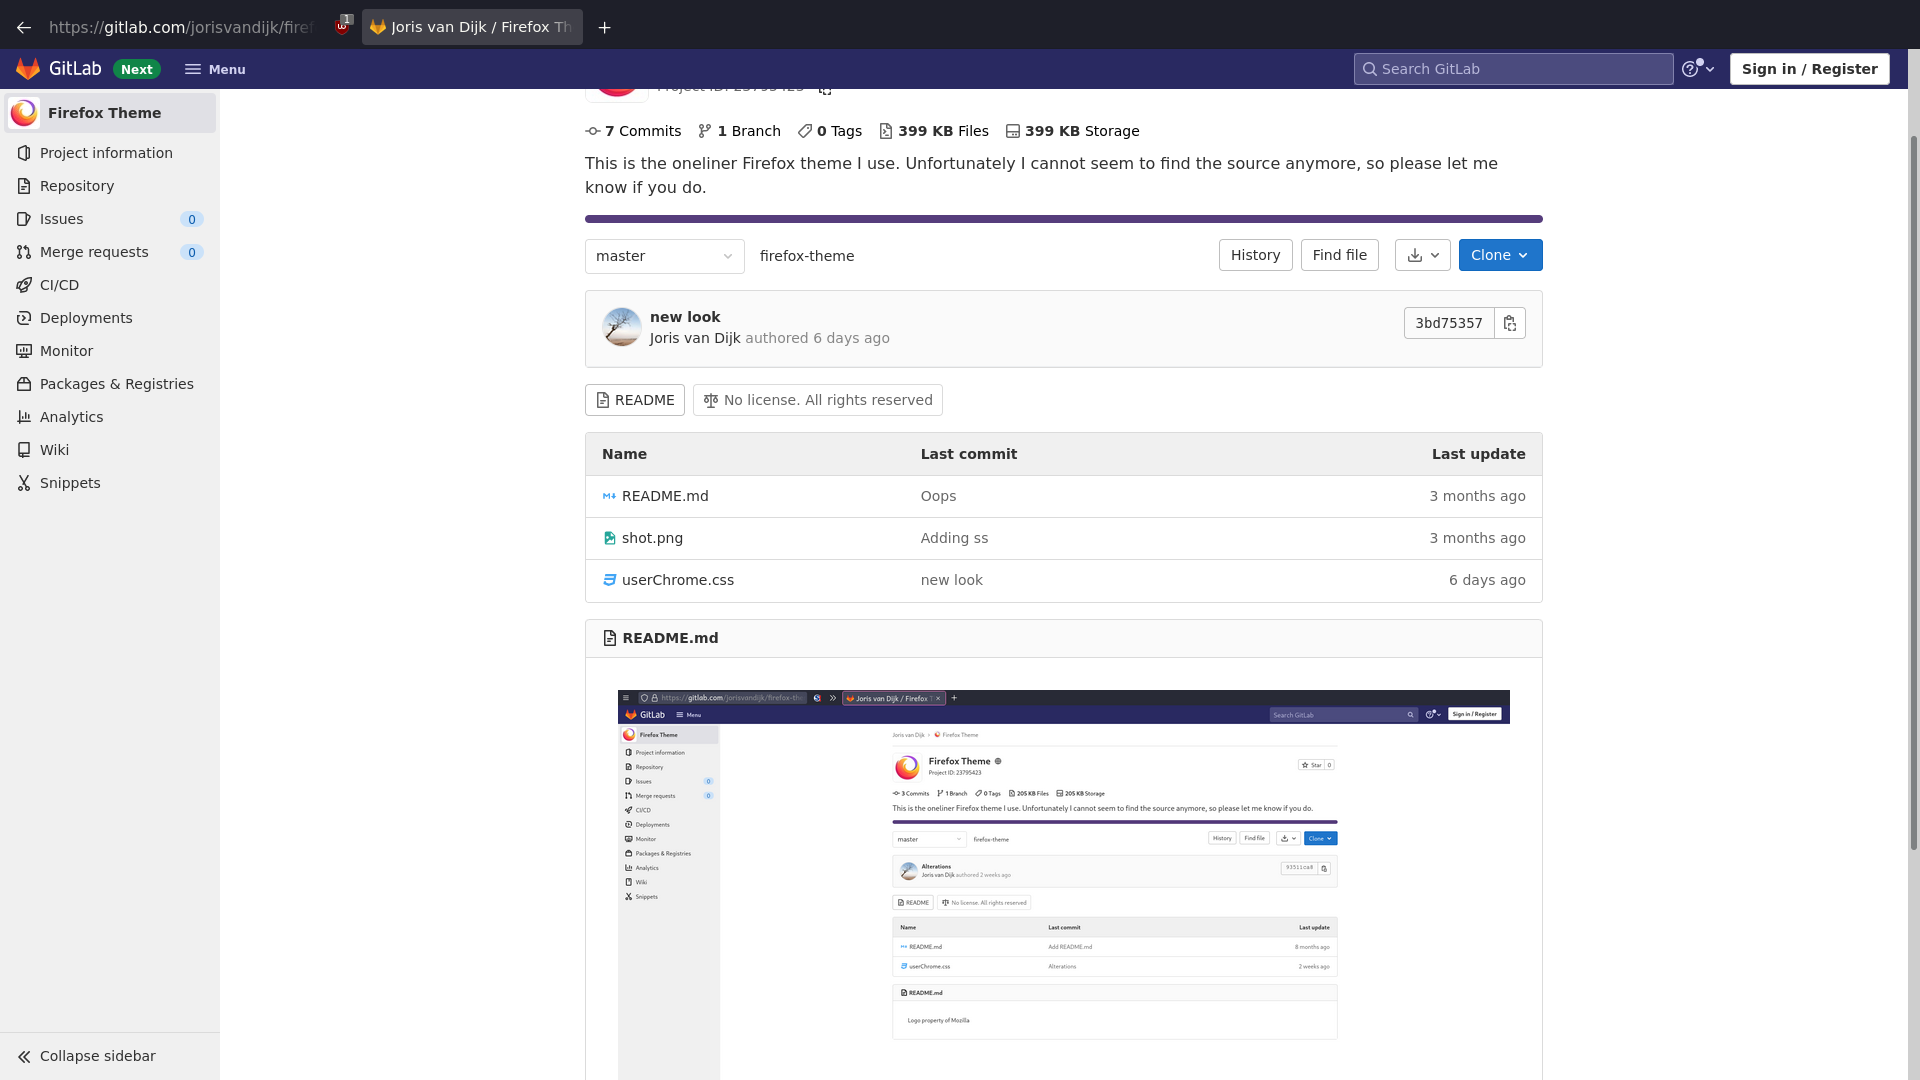 https://gitlab.com/jorisvandijk/firef
1
Joris van Dijk / Firefox Th
GitLab
Next
Menu
Search GitLab
Sign in / Register
Firefox Theme
Project information
Repository
Issues 0
Merge requests 0
CI/CD
Deployments
Monitor
Packages & Registries
Analytics
Wiki
Snippets
Collapse sidebar
Project ID: 23795423
7 Commits 1 Branch 0 Tags 399 KB Files 399 KB Storage
This is the oneliner Firefox theme I use. Unfortunately I cannot seem to find the source anymore, so please let me
know if you do.
master firefox-theme History Find file Clone
new look
Joris van Dijk authored 6 days ago
3bd75357
README No license. All rights reserved
Name Last commit Last update
README.md Oops 3 months ago
shot.png Adding ss 3 months ago
userChrome.css new look 6 days ago
README.md
https://gitlab.com/jorisvandijk/firefox-th
Joris van Dijk / Firefox T
GitLab Menu Search GitLab Sign in / Register
Firefox Theme
Project information
Repository
Issues 0
Merge requests 0
CI/CD
Deployments
Monitor
Packages & Registries
Analytics
Wiki
Snippets
Joris van Dijk › Firefox Theme
Firefox Theme
Project ID: 23795423
Star 0
3 Commits 1 Branch 0 Tags 205 KB Files 205 KB Storage
This is the oneliner Firefox theme I use. Unfortunately I cannot seem to find the source anymore, so please let me know if you do.
master firefox-theme History Find file Clone
Alterations
Joris van Dijk authored 2 weeks ago
93511ca8
README No license. All rights reserved
Name Last commit Last update
README.md Add README.md 8 months ago
userChrome.css Alterations 2 weeks ago
README.md
Logo property of Mozilla